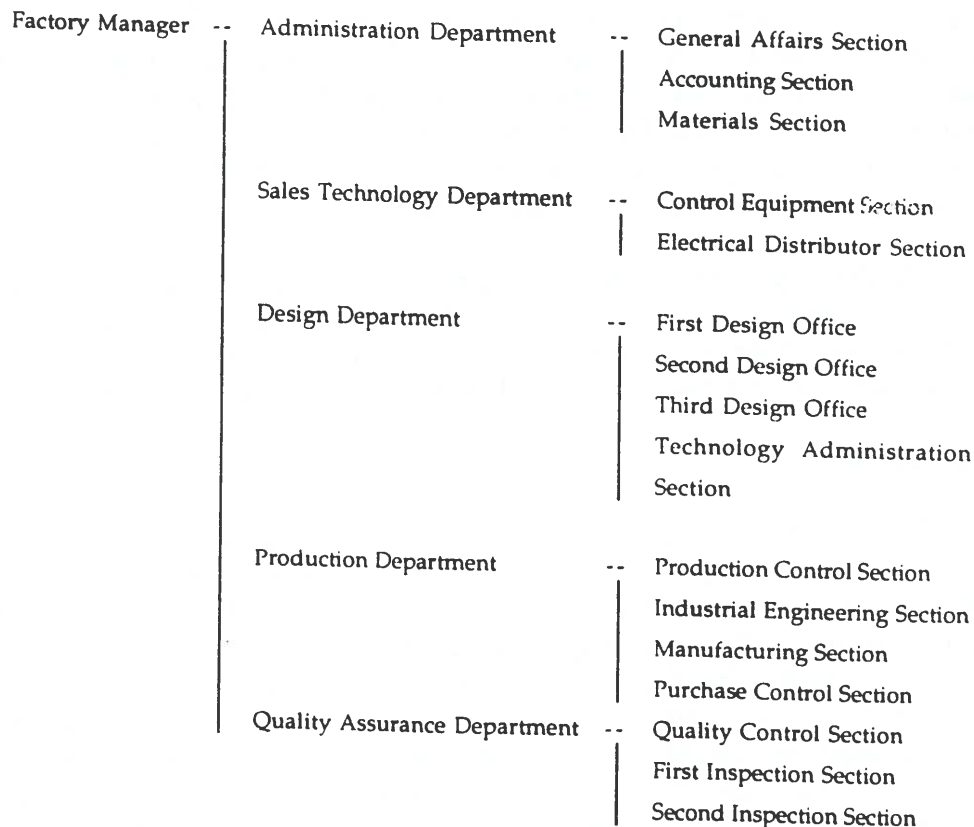 Factory Manager -- Administration Department -- General Affairs Section
Accounting Section
Materials Section
Sales Technology Department -- Control Equipment Section
Electrical Distributor Section
Design Department -- First Design Office
Second Design Office
Third Design Office
Technology Administration
Section
Production Department -- Production Control Section
Industrial Engineering Section
Manufacturing Section
Purchase Control Section
Quality Assurance Department -- Quality Control Section
First Inspection Section
Second Inspection Section